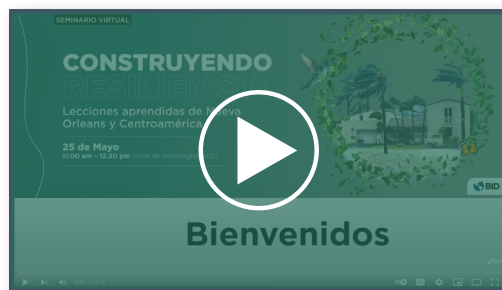 SEMINARIO VIRTUAL
CONSTRUYENDO
RESILIENCIA
Lecciones aprendidas de Nueva
Orleans y Centroamérica
25 de Mayo
11:00 am - 12.30 pm (hora de Washington, DC.)
BID
Bienvenidos